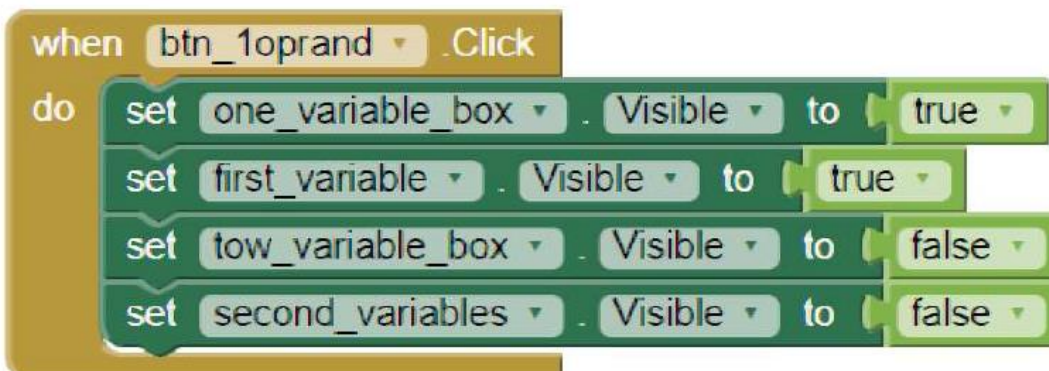 when btn_1oprand .Click
do set one_variable_box . Visible to true
set first_variable . Visible to true
set tow_variable_box . Visible to false
set second_variables . Visible to false